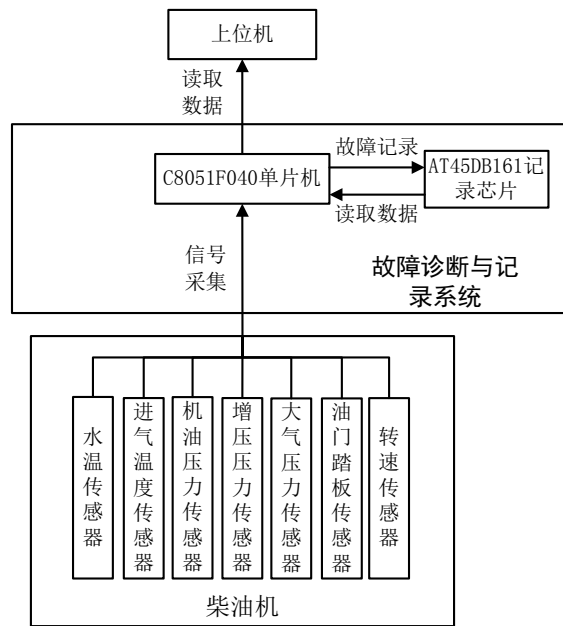 上位机
读取
数据
故障记录
C8051F040单片机
AT45DB161记
录芯片
读取数据
信号
采集
故障诊断与记
录系统
水温传感器
进气温度传感器
机油压力传感器
增压压力传感器
大气压力传感器
油门踏板传感器
转速传感器
柴油机